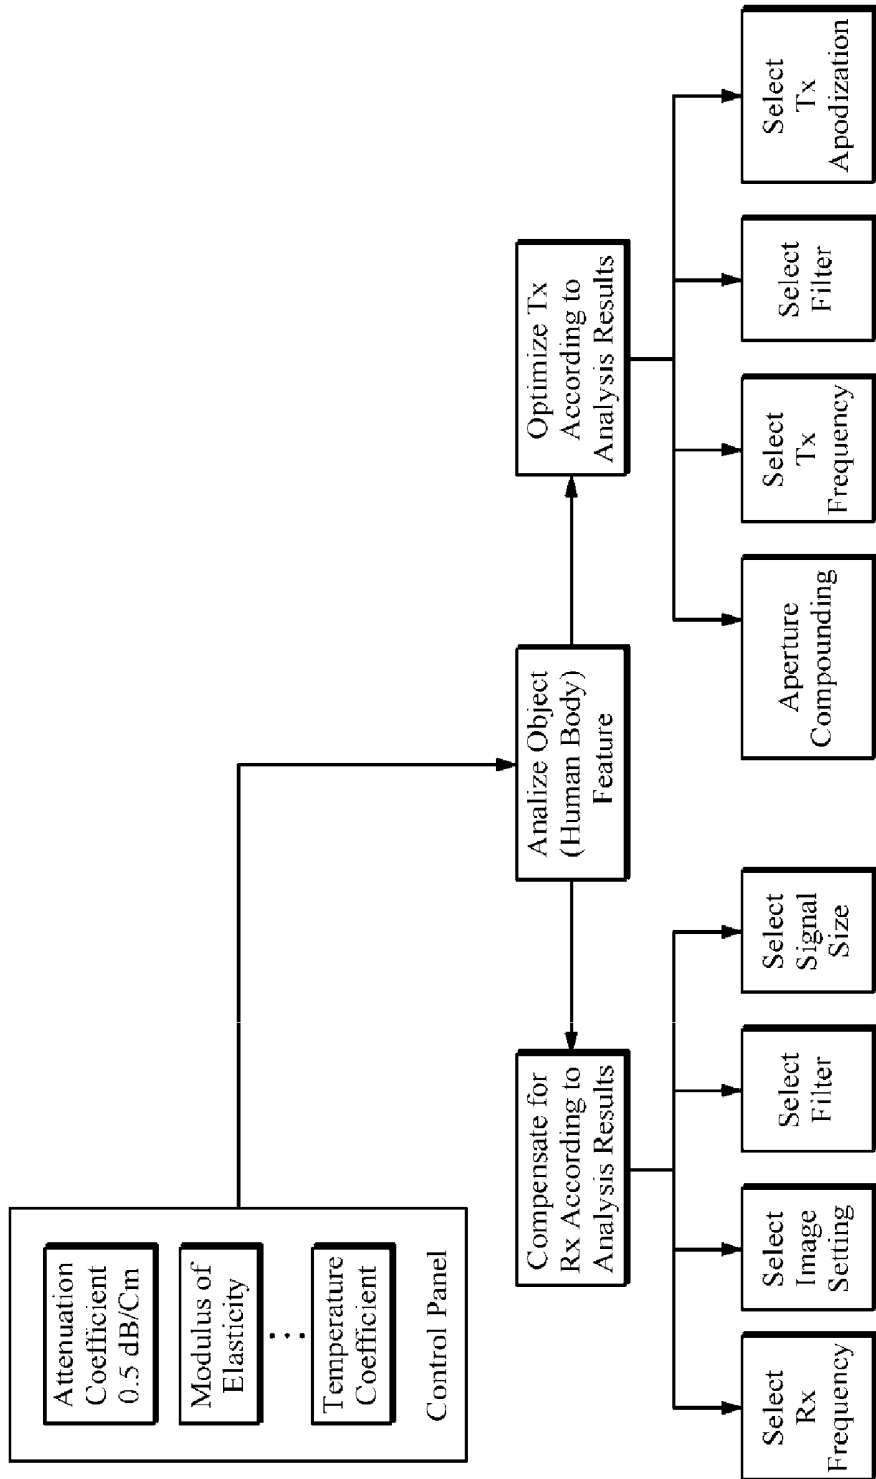 Attenuation
Coefficient
0.5 dB/Cm
Modulus of
Elasticity
...
Temperature
Coefficient
Control Panel
Analize Object
(Human Body)
Feature
Compensate for
Rx According to
Analysis Results
Optimize Tx
According to
Analysis Results
Select
Rx
Frequency
Select
Image
Setting
Select
Filter
Select
Signal
Size
Aperture
Compounding
Select
Tx
Frequency
Select
Filter
Select
Tx
Apodization